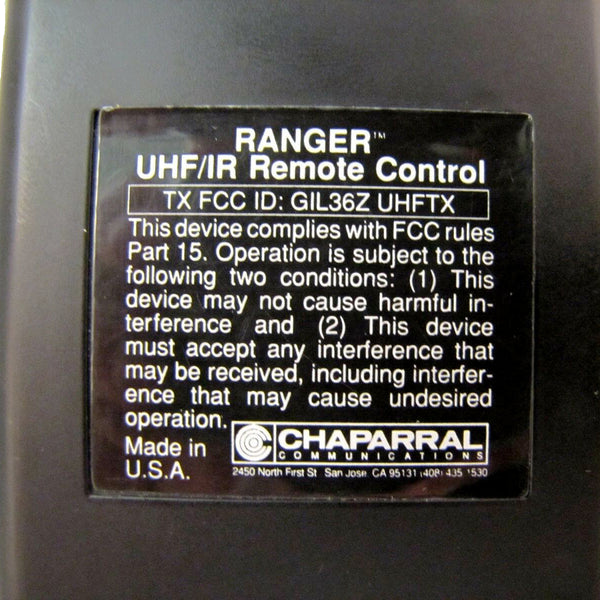 RANGER™
UHF/IR Remote Control
TX FCC ID: GIL36Z UHFTX
This device complies with FCC rules
Part 15. Operation is subject to the
following two conditions: (1) This
device may not cause harmful in-
terference and (2) This device
must accept any interference that
may be received, including interfer-
ence that may cause undesired
operation.
Made in
U.S.A.
CHAPARRAL
COMMUNICATIONS
2450 North First St San Jose CA 95131 (408) 435 1530